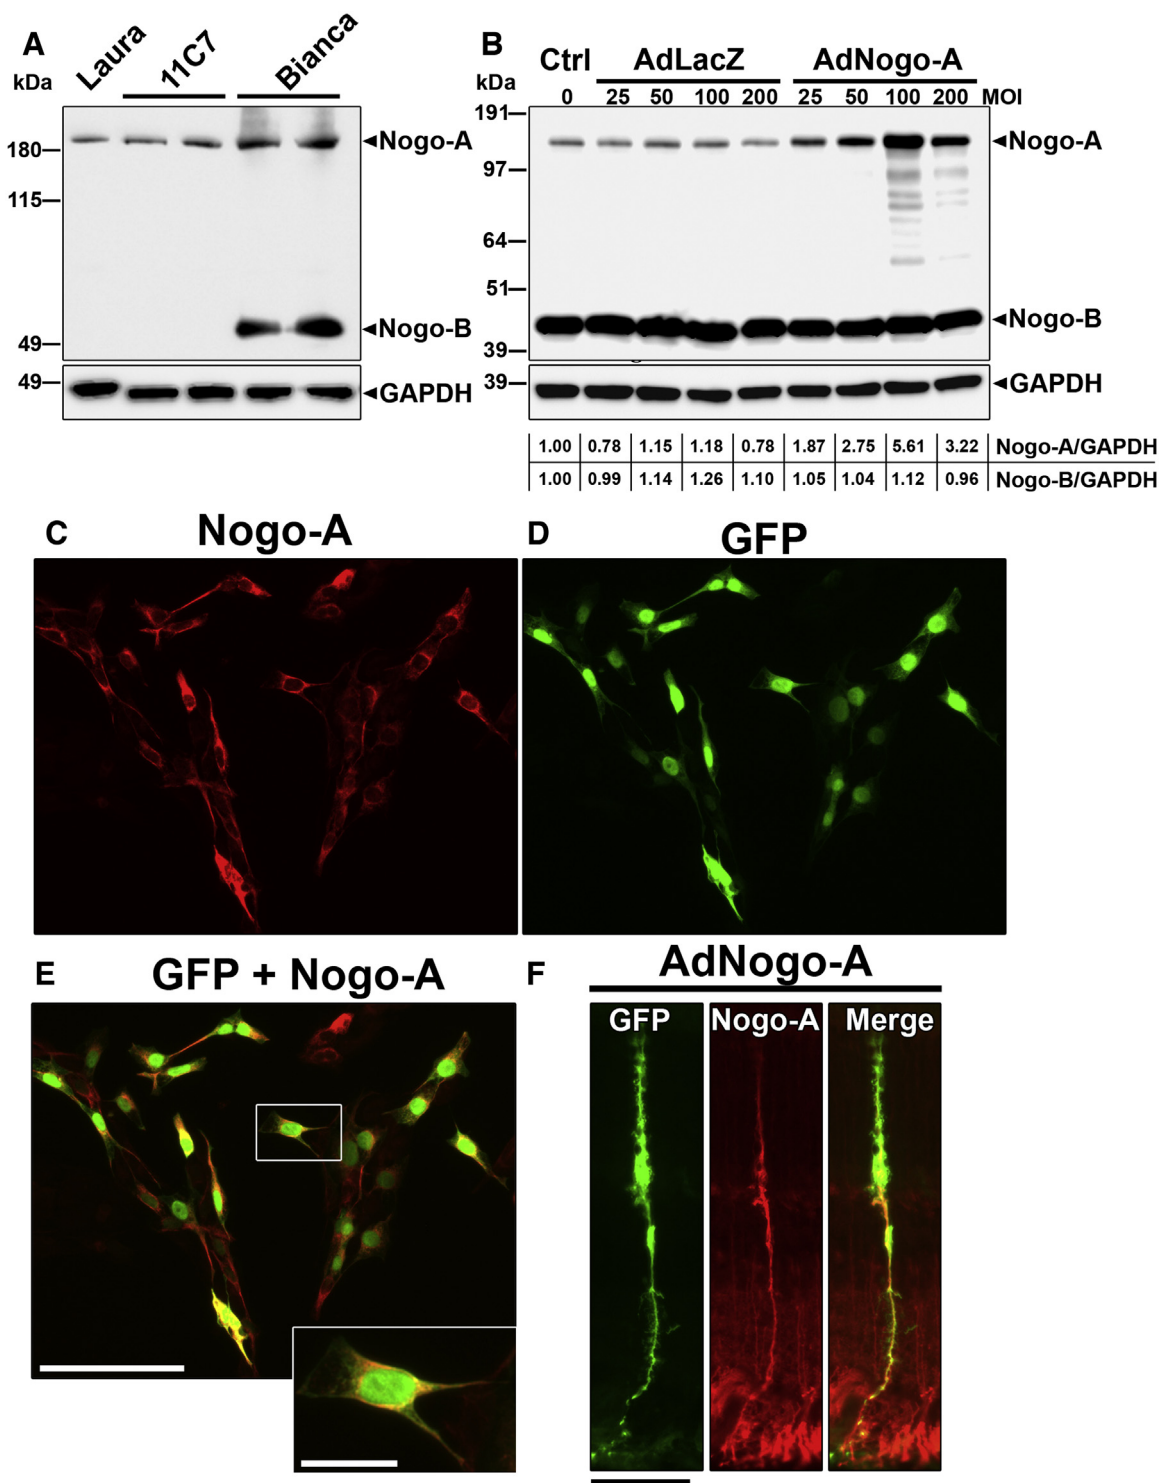 A
Laura
11C7
Bianca
kDa
Nogo-A
180
115
Nogo-B
49
49
GAPDH
B
Ctrl AdLacZ AdNogo-A
kDa
0 25 50 100 200 25 50 100 200 MOI
191
Nogo-A
97
64
51
Nogo-B
39
39
GAPDH
1.00 0.78 1.15 1.18 0.78 1.87 2.75 5.61 3.22 Nogo-A/GAPDH
1.00 0.99 1.14 1.26 1.10 1.05 1.04 1.12 0.96 Nogo-B/GAPDH
C Nogo-A
D GFP
E GFP + Nogo-A
F AdNogo-A
GFP Nogo-A Merge